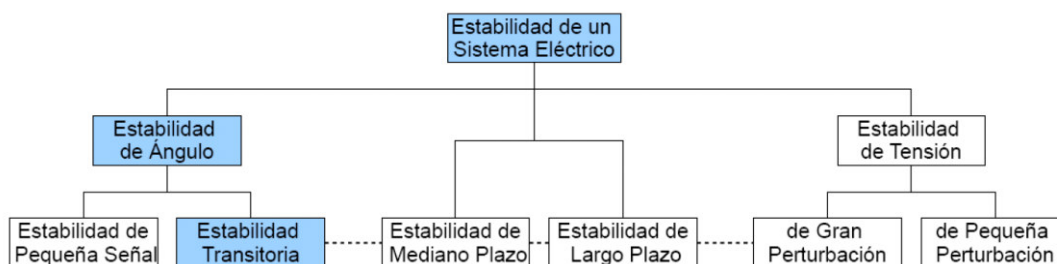 Estabilidad de un
Sistema Eléctrico
Estabilidad
de Ángulo
Estabilidad
de Tensión
Estabilidad de
Pequeña Señal
Estabilidad
Transitoria
Estabilidad de
Mediano Plazo
Estabilidad de
Largo Plazo
de Gran
Perturbación
de Pequeña
Perturbación